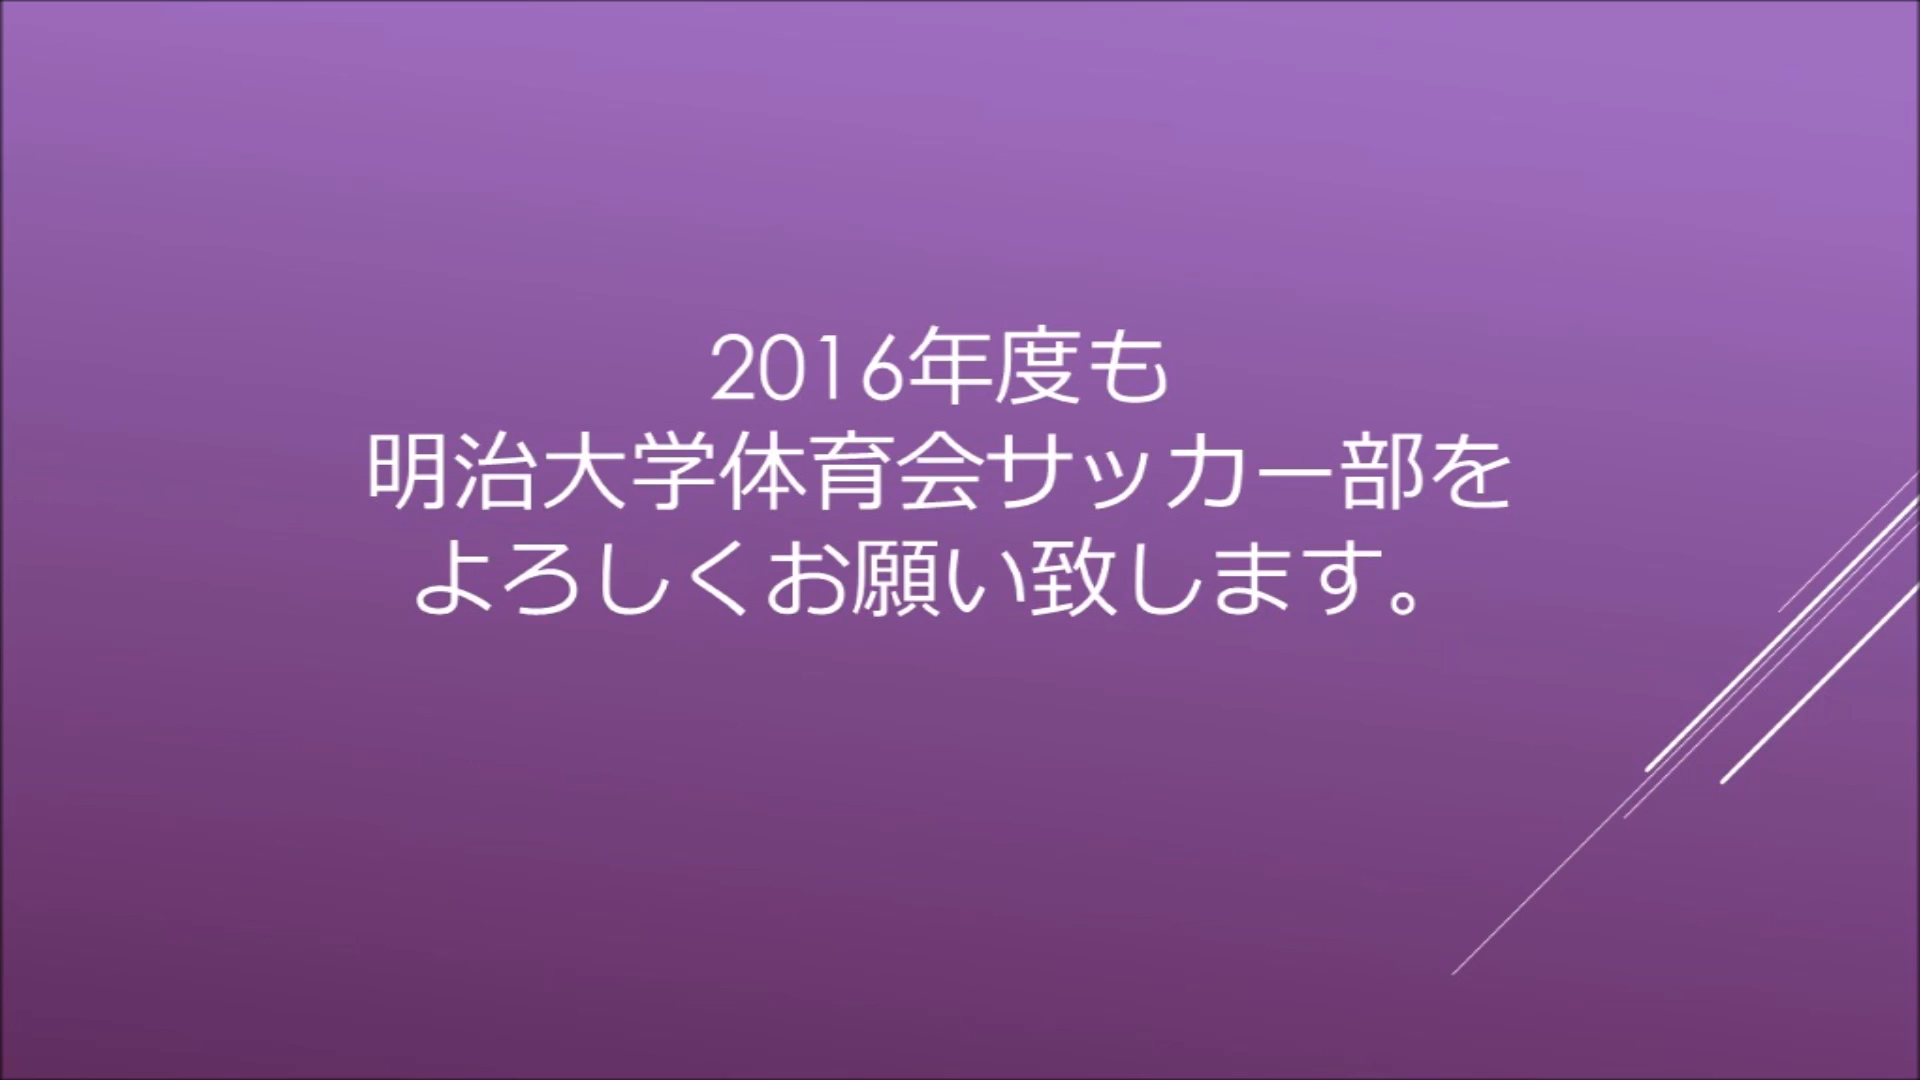 2016年度も
明治大学体育会サッカー部を
よろしくお願い致します。